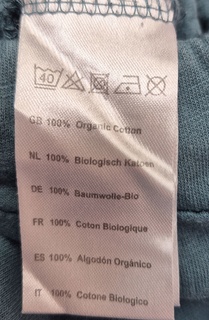 40
GB 100% Organic Cotton
NL 100% Biologisch Katoen
DE 100% Baumwolle-Bio
FR 100% Coton Biologique
ES 100% Algodón Orgánico
IT 100% Cotone Biologico